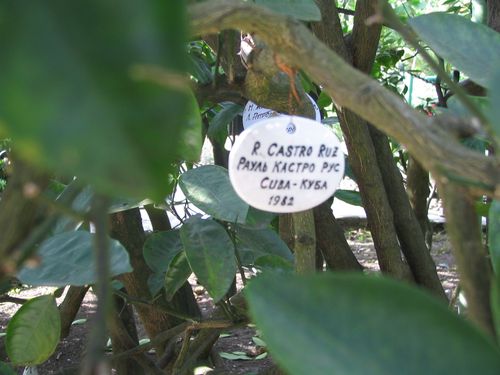 R. CASTRO RUZ
РАУЛЬ КАСТРО РУС
CUBA - КУБА
1982